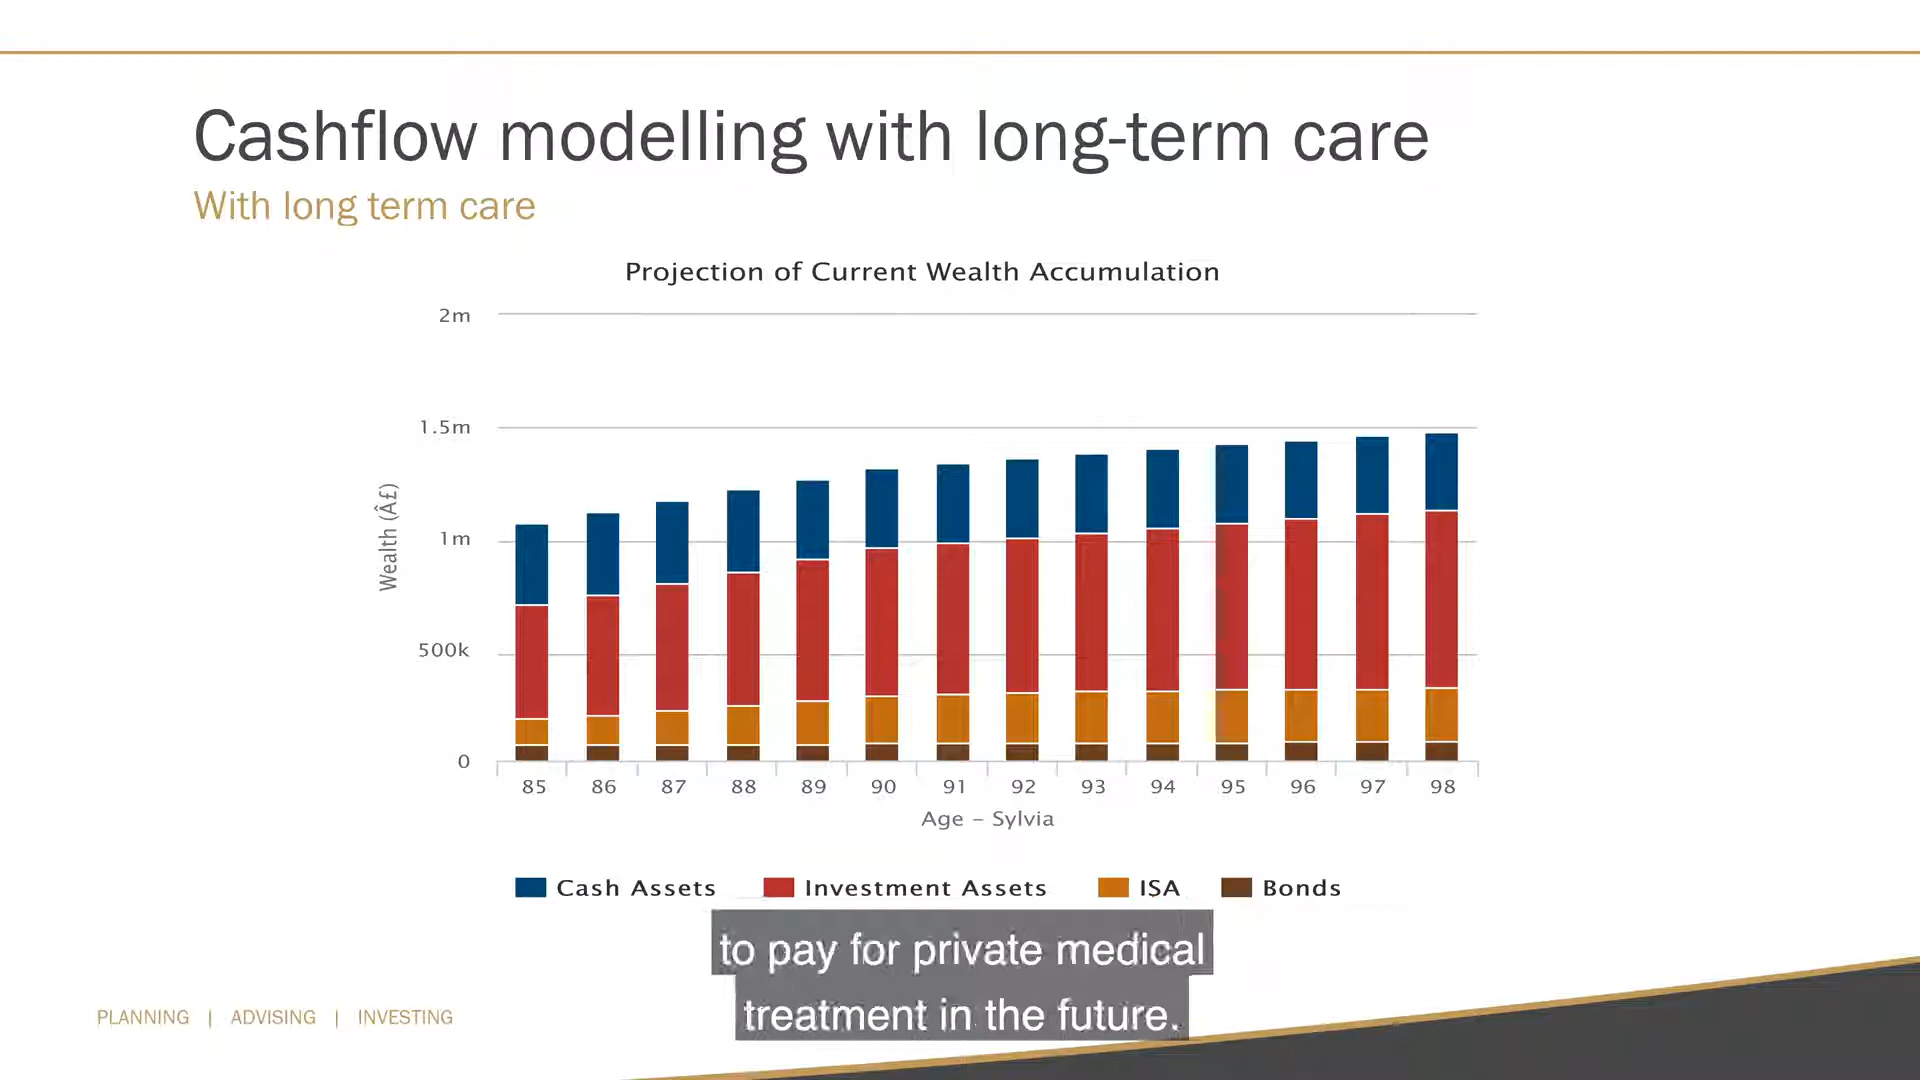 Cashflow modelling with long-term care
With long term care
Projection of Current Wealth Accumulation
2m
1.5m
1m
500k
0
Wealth (Â£)
85 86 87 88 89 90 91 92 93 94 95 96 97 98
Age – Sylvia
Cash Assets Investment Assets ISA Bonds
to pay for private medical
treatment in the future.
PLANNING | ADVISING | INVESTING